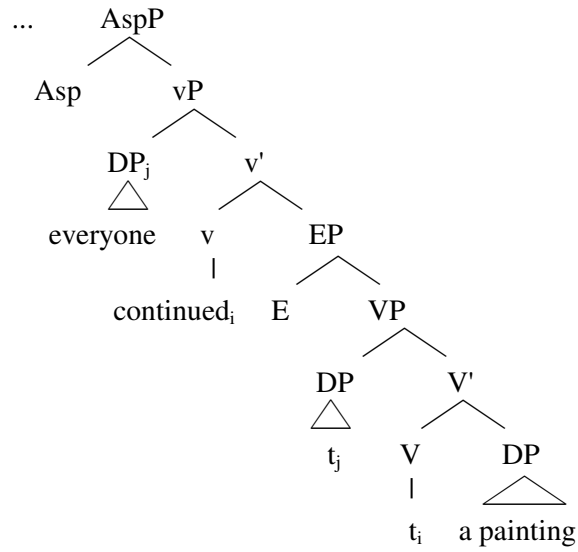 ... AspP
Asp vP
DPⱼ v'
everyone v EP
continuedᵢ E VP
DP V'
tⱼ V DP
tᵢ a painting